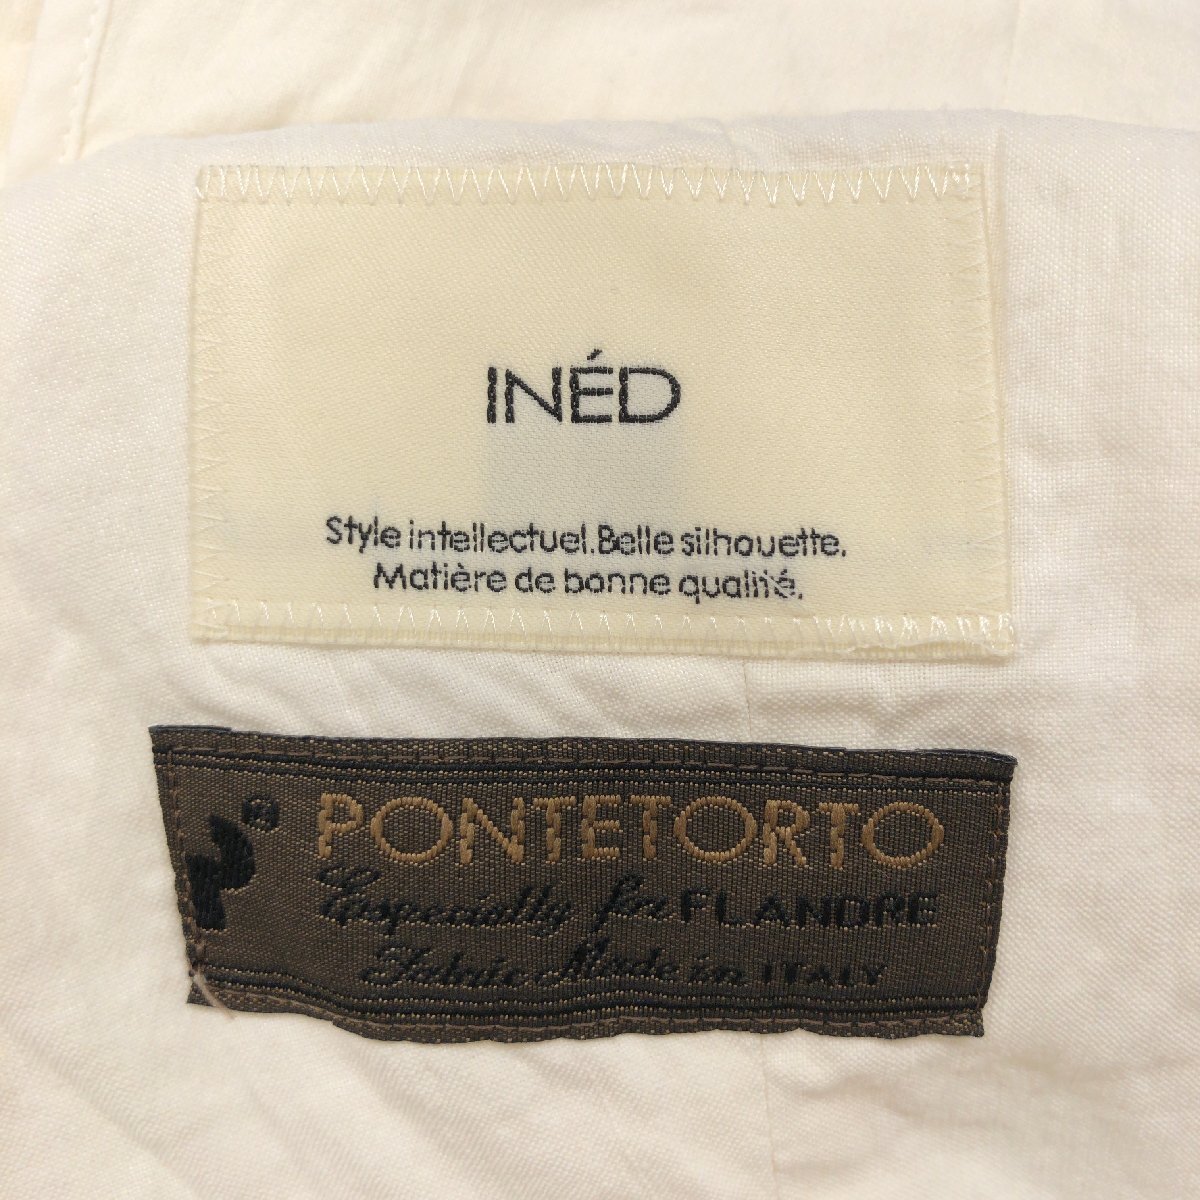 INÉD
Style intellectuel. Belle silhouette.
Matière de bonne qualité.
® PONTETORTO
Especially for FLANDRE
Fabric Made in ITALY